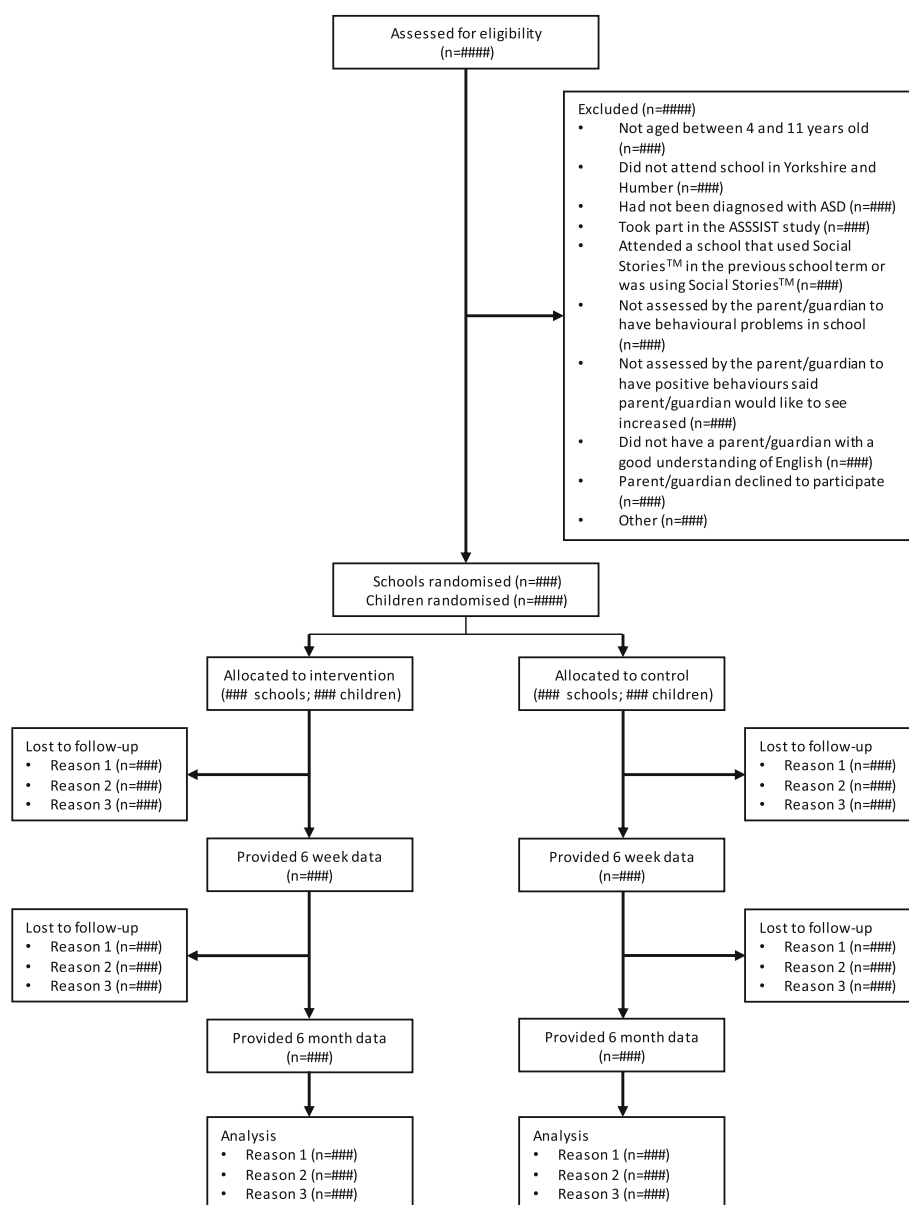 Assessed for eligibility
(n=####)
Excluded (n=####)
• Not aged between 4 and 11 years old
(n=###)
• Did not attend school in Yorkshire and
Humber (n=###)
• Had not been diagnosed with ASD (n=###)
• Took part in the ASSSIST study (n=###)
• Attended a school that used Social
Stories™ in the previous school term or
was using Social Stories™ (n=###)
• Not assessed by the parent/guardian to
have behavioural problems in school
(n=###)
• Not assessed by the parent/guardian to
have positive behaviours said
parent/guardian would like to see
increased (n=###)
• Did not have a parent/guardian with a
good understanding of English (n=###)
• Parent/guardian declined to participate
(n=###)
• Other (n=###)
Schools randomised (n=###)
Children randomised (n=####)
Allocated to intervention
(### schools; ### children)
Allocated to control
(### schools; ### children)
Lost to follow-up
• Reason 1 (n=###)
• Reason 2 (n=###)
• Reason 3 (n=###)
Lost to follow-up
• Reason 1 (n=###)
• Reason 2 (n=###)
• Reason 3 (n=###)
Provided 6 week data
(n=###)
Provided 6 week data
(n=###)
Lost to follow-up
• Reason 1 (n=###)
• Reason 2 (n=###)
• Reason 3 (n=###)
Lost to follow-up
• Reason 1 (n=###)
• Reason 2 (n=###)
• Reason 3 (n=###)
Provided 6 month data
(n=###)
Provided 6 month data
(n=###)
Analysis
• Reason 1 (n=###)
• Reason 2 (n=###)
• Reason 3 (n=###)
Analysis
• Reason 1 (n=###)
• Reason 2 (n=###)
• Reason 3 (n=###)